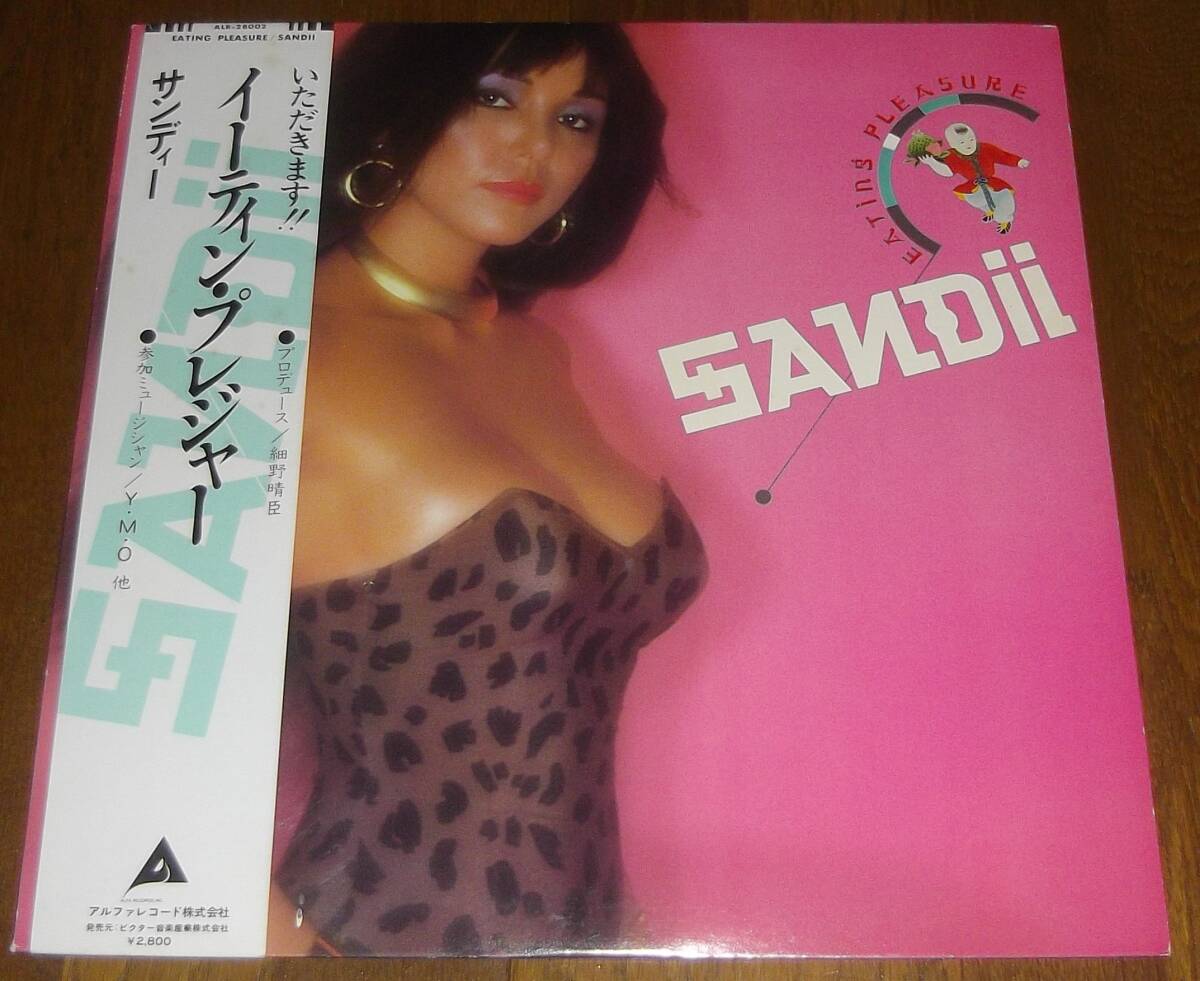 ALR-28002
EATING PLEASURE/SANDII
いただきます!!
イーティン・プレジャー
サンディー
●プロデュース/細野晴臣
●参加ミュージシャン/Y・M・O 他
SANDii
アルファレコード株式会社
発売元:ビクター音楽産業株式会社
¥2,800
EATing PLEASURE
SANDii